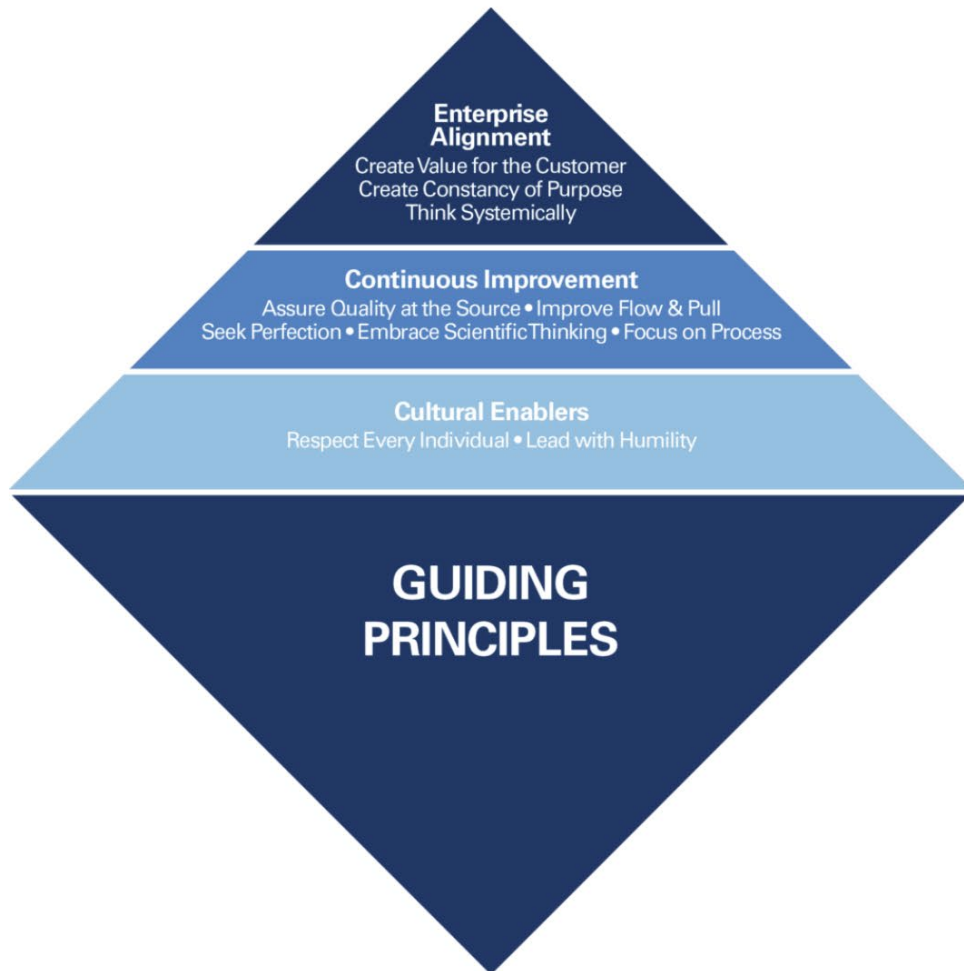 Enterprise
Alignment
Create Value for the Customer
Create Constancy of Purpose
Think Systemically
Continuous Improvement
Assure Quality at the Source • Improve Flow & Pull
Seek Perfection • Embrace Scientific Thinking • Focus on Process
Cultural Enablers
Respect Every Individual • Lead with Humility
GUIDING
PRINCIPLES